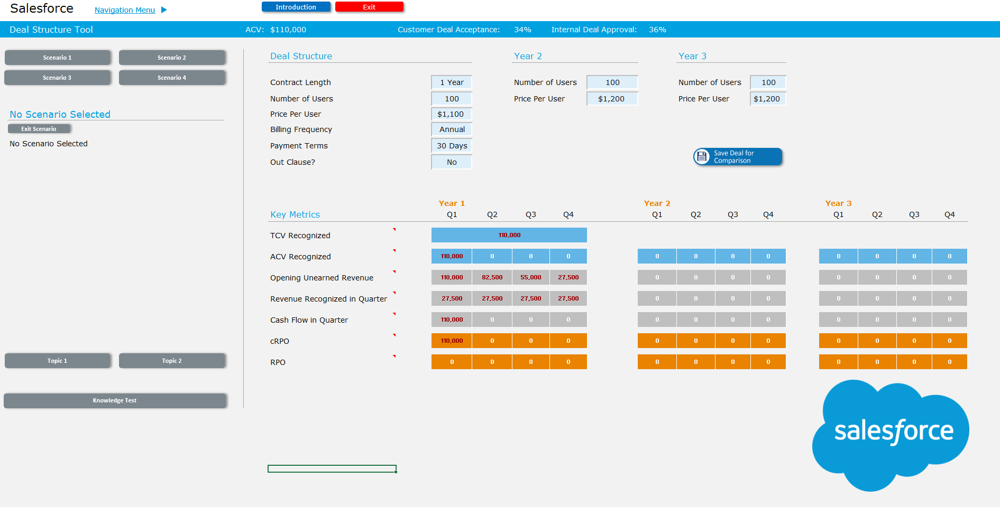 Salesforce Navigation Menu Introduction Exit
Deal Structure Tool ACV: $110,000 Customer Deal Acceptance: 34% Internal Deal Approval: 36%
Scenario 1 Scenario 2
Scenario 3 Scenario 4
No Scenario Selected
Exit Scenario
No Scenario Selected
Topic 1 Topic 2
Knowledge Test
Deal Structure Year 2 Year 3
Contract Length 1 Year Number of Users 100 Number of Users 100
Number of Users 100 Price Per User $1,200 Price Per User $1,200
Price Per User $1,100
Billing Frequency Annual
Payment Terms 30 Days
Out Clause? No
Save Deal for
Comparison
Year 1 Year 2 Year 3
Key Metrics Q1 Q2 Q3 Q4 Q1 Q2 Q3 Q4 Q1 Q2 Q3 Q4
TCV Recognized 110,000
ACV Recognized 110,000 0 0 0 0 0 0 0 0 0 0 0
Opening Unearned Revenue 110,000 82,500 55,000 27,500 0 0 0 0 0 0 0 0
Revenue Recognized in Quarter 27,500 27,500 27,500 27,500 0 0 0 0 0 0 0 0
Cash Flow in Quarter 110,000 0 0 0 0 0 0 0 0 0 0 0
cRPO 110,000 0 0 0 0 0 0 0 0 0 0 0
RPO 0 0 0 0 0 0 0 0 0 0 0 0
salesforce